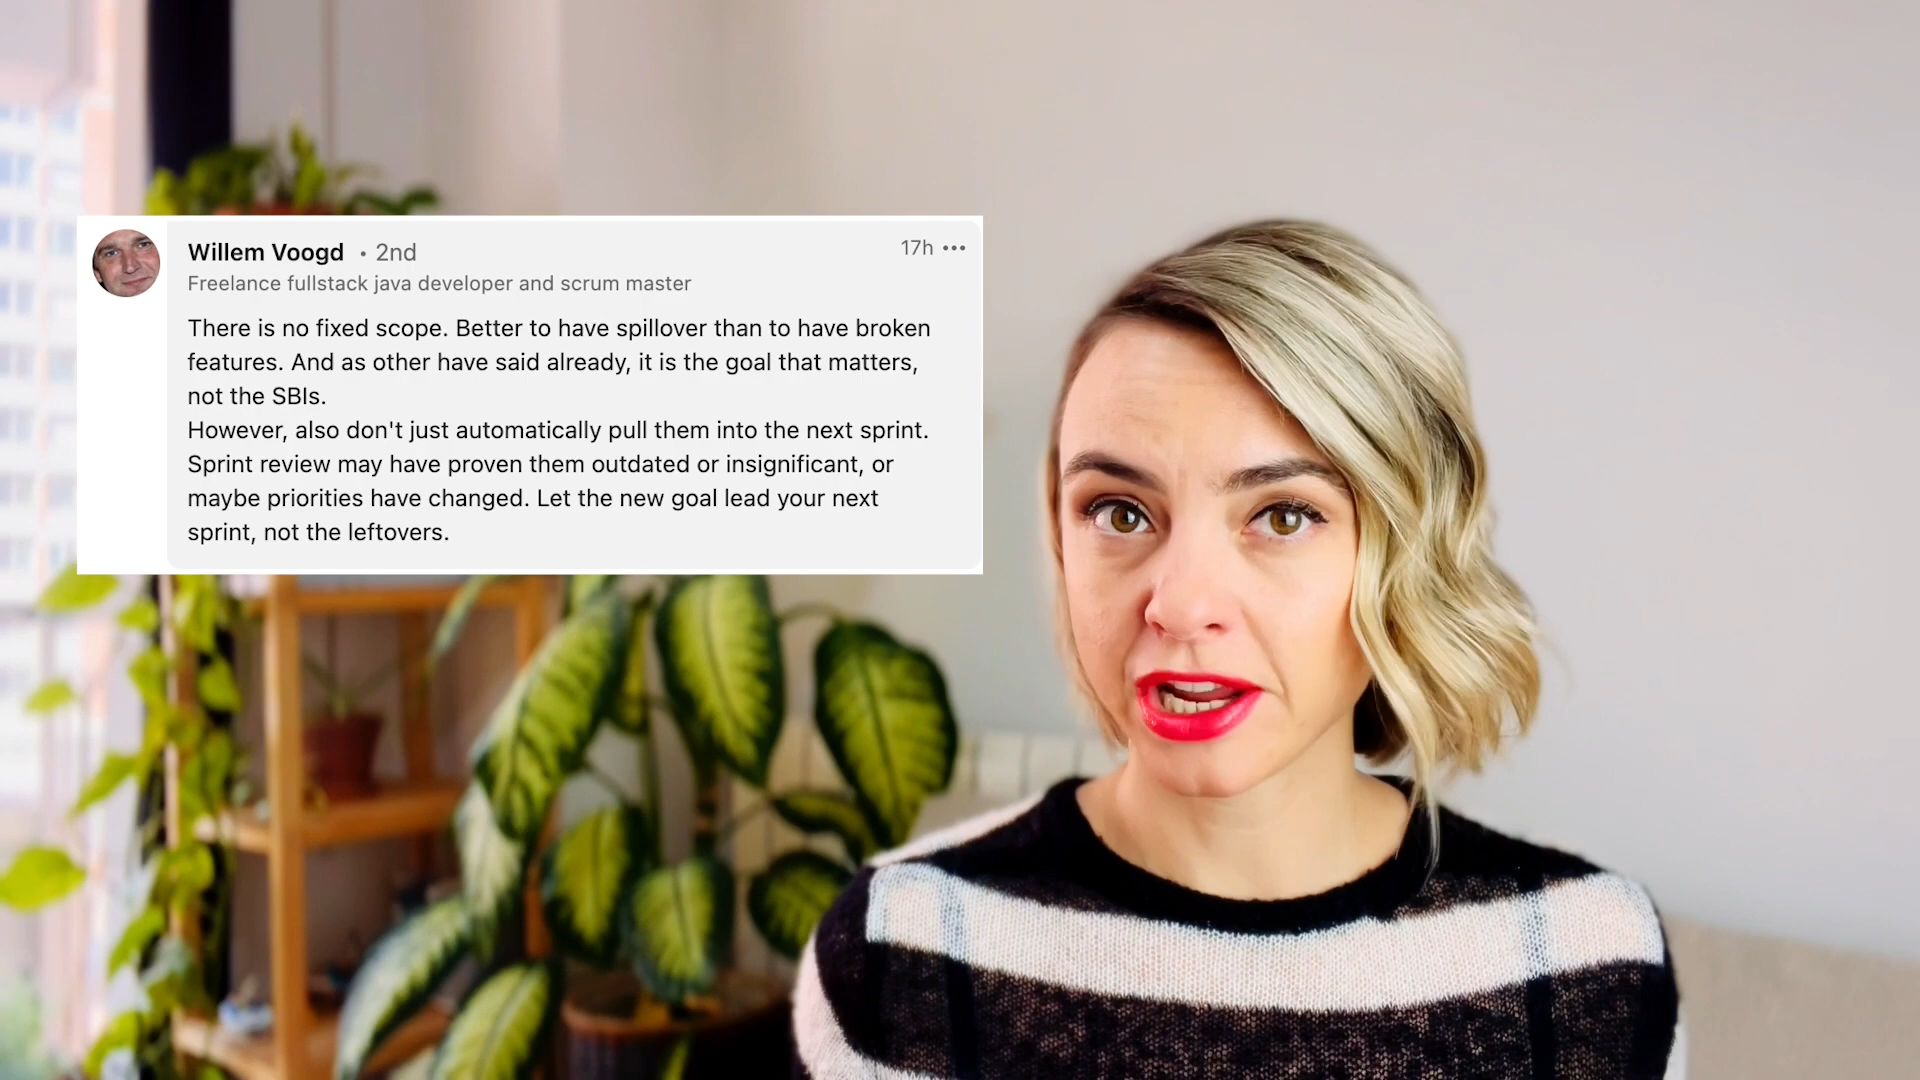 Willem Voogd • 2nd
17h •••
Freelance fullstack java developer and scrum master
There is no fixed scope. Better to have spillover than to have broken
features. And as other have said already, it is the goal that matters,
not the SBIs.
However, also don't just automatically pull them into the next sprint.
Sprint review may have proven them outdated or insignificant, or
maybe priorities have changed. Let the new goal lead your next
sprint, not the leftovers.